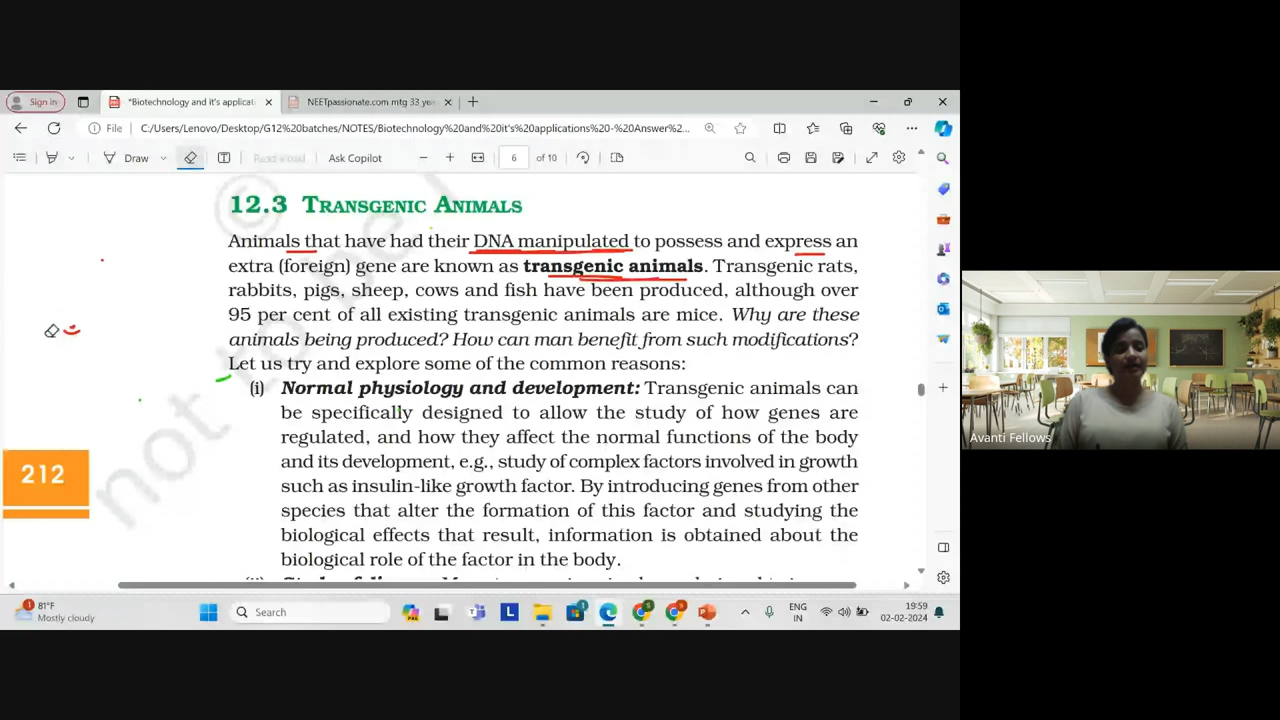 Sign in
*Biotechnology and it's applicat
NEETpassionate.com mtg 33 ye
File
C:/Users/Lenovo/Desktop/G12%20batches/NOTES/Biotechnology%20and%20it's%20applications%20-%20Answer%2...
Draw
Read aloud
Ask Copilot
6
of 10
12.3 TRANSGENIC ANIMALS
Animals that have had their DNA manipulated to possess and express an
extra (foreign) gene are known as transgenic animals. Transgenic rats,
rabbits, pigs, sheep, cows and fish have been produced, although over
95 per cent of all existing transgenic animals are mice. Why are these
animals being produced? How can man benefit from such modifications?
Let us try and explore some of the common reasons:
(i) Normal physiology and development: Transgenic animals can
be specifically designed to allow the study of how genes are
regulated, and how they affect the normal functions of the body
and its development, e.g., study of complex factors involved in growth
such as insulin-like growth factor. By introducing genes from other
species that alter the formation of this factor and studying the
biological effects that result, information is obtained about the
biological role of the factor in the body.
212
not to be
©
Avanti Fellows
1
81°F
Mostly cloudy
Search
ENG
IN
19:59
02-02-2024